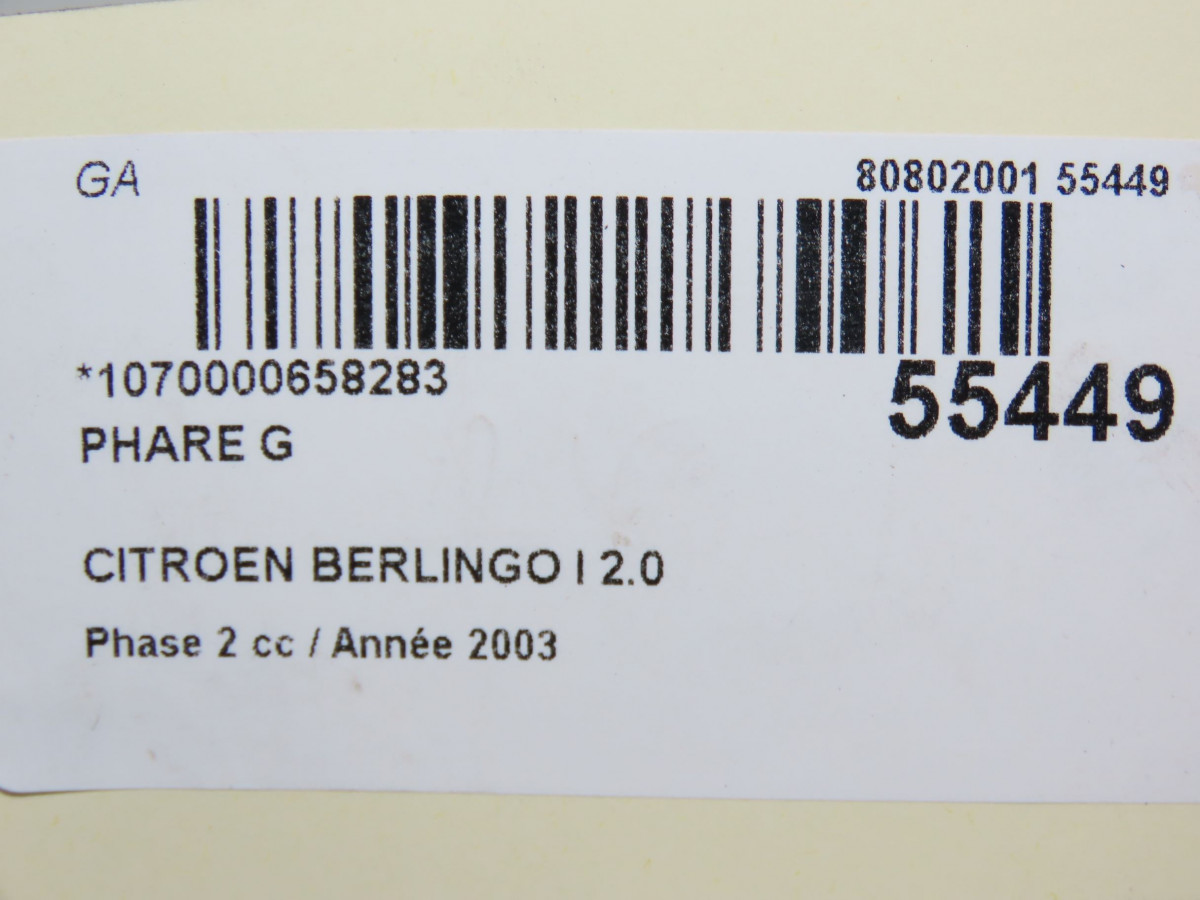 GA
80802001 55449
*1070000658283
55449
PHARE G
CITROEN BERLINGO I 2.0
Phase 2 cc / Année 2003